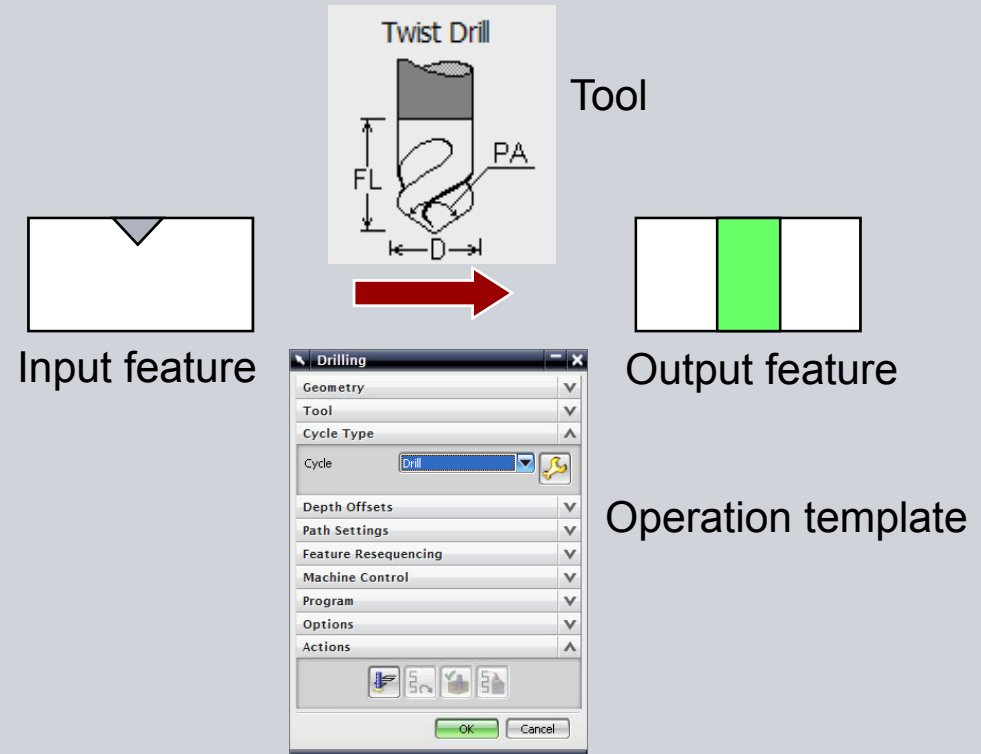 Twist Drill
Tool
FL
PA
D
Input feature
Output feature
Drilling
Geometry
Tool
Cycle Type
Cycle Drill
Depth Offsets
Path Settings
Feature Resequencing
Machine Control
Program
Options
Actions
OK Cancel
Operation template